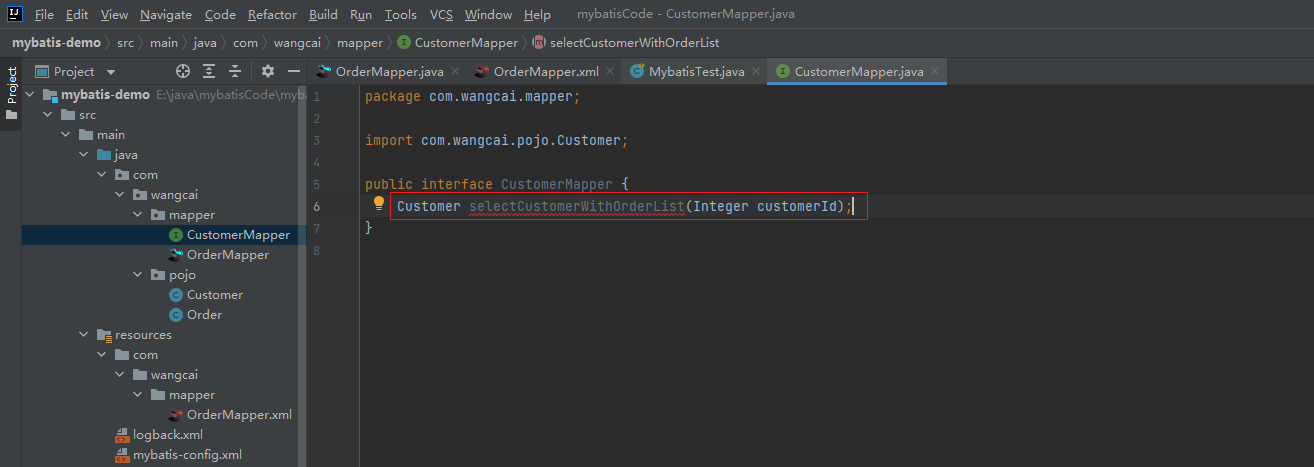 File Edit View Navigate Code Refactor Build Run Tools VCS Window Help mybatisCode - CustomerMapper.java
mybatis-demo src main java com wangcai mapper CustomerMapper selectCustomerWithOrderList
Project
Project
OrderMapper.java OrderMapper.xml MybatisTest.java CustomerMapper.java
mybatis-demo E:\java\mybatisCode\myb
src
main
java
com
wangcai
mapper
CustomerMapper
OrderMapper
pojo
Customer
Order
resources
com
wangcai
mapper
OrderMapper.xml
logback.xml
mybatis-config.xml
1 package com.wangcai.mapper;
2
3 import com.wangcai.pojo.Customer;
4
5 public interface CustomerMapper {
6 Customer selectCustomerWithOrderList(Integer customerId);
7 }
8